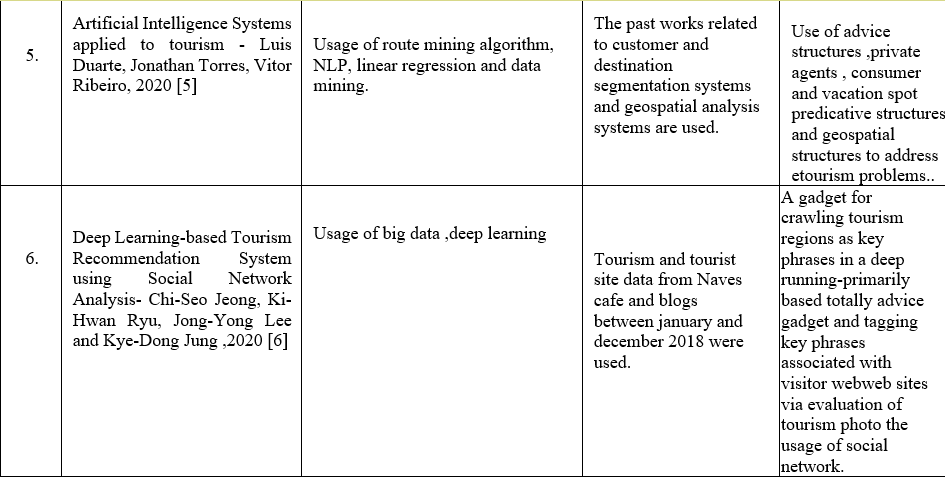 5.
Artificial Intelligence Systems
applied to tourism - Luis
Duarte, Jonathan Torres, Vitor
Ribeiro, 2020 [5]
Usage of route mining algorithm,
NLP, linear regression and data
mining.
The past works related
to customer and
destination
segmentation systems
and geospatial analysis
systems are used.
Use of advice
structures ,private
agents , consumer
and vacation spot
predicative structures
and geospatial
structures to address
etourism problems..
6.
Deep Learning-based Tourism
Recommendation System
using Social Network
Analysis- Chi-Seo Jeong, Ki-
Hwan Ryu, Jong-Yong Lee
and Kye-Dong Jung ,2020 [6]
Usage of big data ,deep learning
Tourism and tourist
site data from Naves
cafe and blogs
between january and
december 2018 were
used.
A gadget for
crawling tourism
regions as key
phrases in a deep
running-primarily
based totally advice
gadget and tagging
key phrases
associated with
visitor webweb sites
via evaluation of
tourism photo the
usage of social
network.